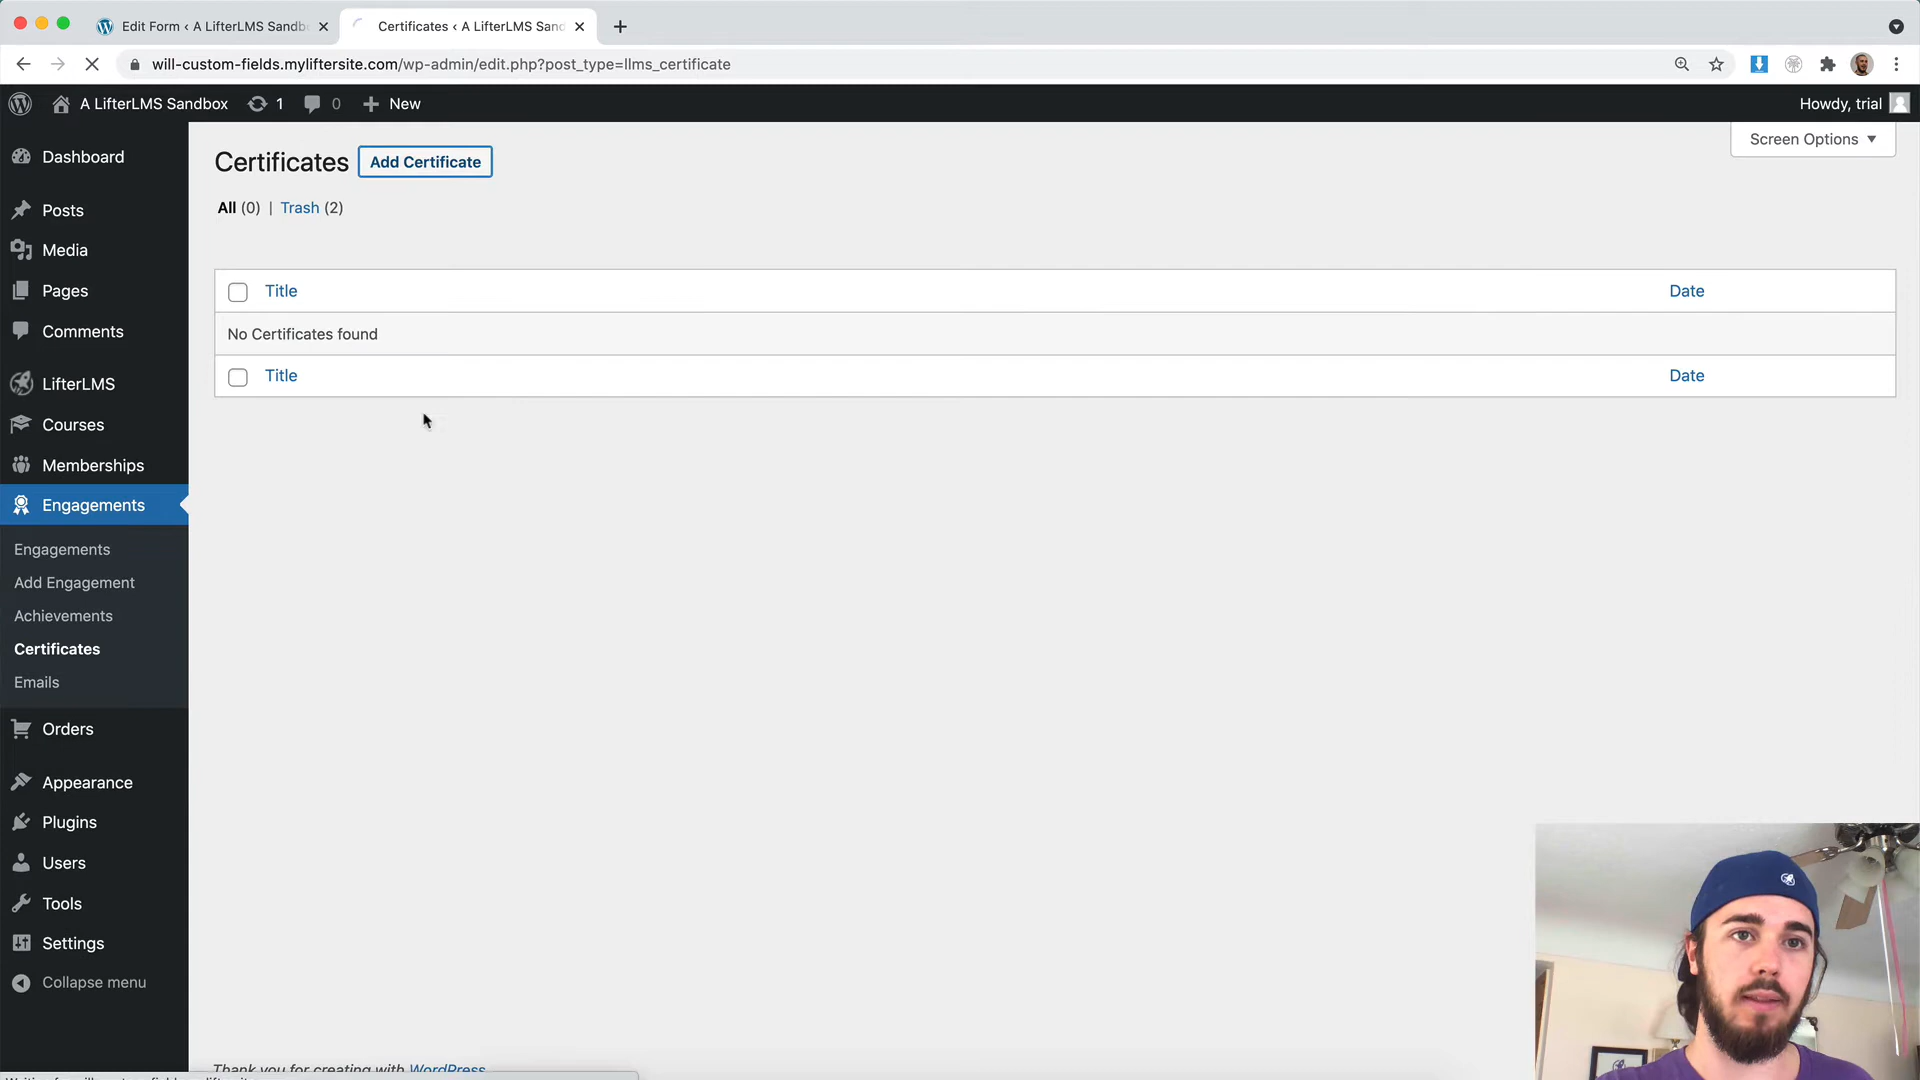 Edit Form ‹ A LifterLMS Sandb
Certificates ‹ A LifterLMS San
will-custom-fields.myliftersite.com/wp-admin/edit.php?post_type=llms_certificate
A LifterLMS Sandbox
1
0
New
Howdy, trial
Dashboard
Posts
Media
Pages
Comments
LifterLMS
Courses
Memberships
Engagements
Engagements
Add Engagement
Achievements
Certificates
Emails
Orders
Appearance
Plugins
Users
Tools
Settings
Collapse menu
Screen Options ▼
Certificates
Add Certificate
All (0) | Trash (2)
Title
Date
No Certificates found
Title
Date
Thank you for creating with WordPress